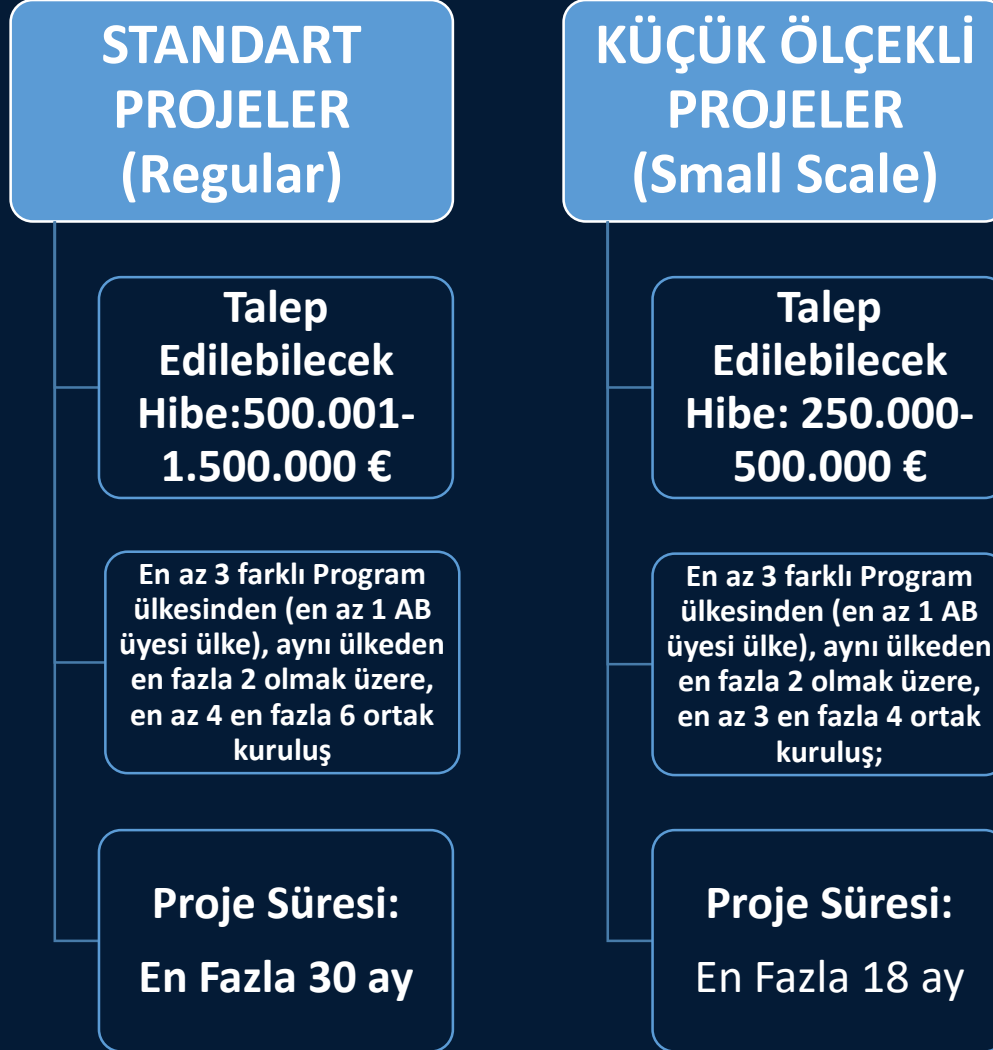 STANDART
PROJELER
(Regular)
Talep
Edilebilecek
Hibe:500.001-
1.500.000 €
En az 3 farklı Program
ülkesinden (en az 1 AB
üyesi ülke), aynı ülkeden
en fazla 2 olmak üzere,
en az 4 en fazla 6 ortak
kuruluş
Proje Süresi:
En Fazla 30 ay
KÜÇÜK ÖLÇEKLİ
PROJELER
(Small Scale)
Talep
Edilebilecek
Hibe: 250.000-
500.000 €
En az 3 farklı Program
ülkesinden (en az 1 AB
üyesi ülke), aynı ülkeden
en fazla 2 olmak üzere,
en az 3 en fazla 4 ortak
kuruluş;
Proje Süresi:
En Fazla 18 ay